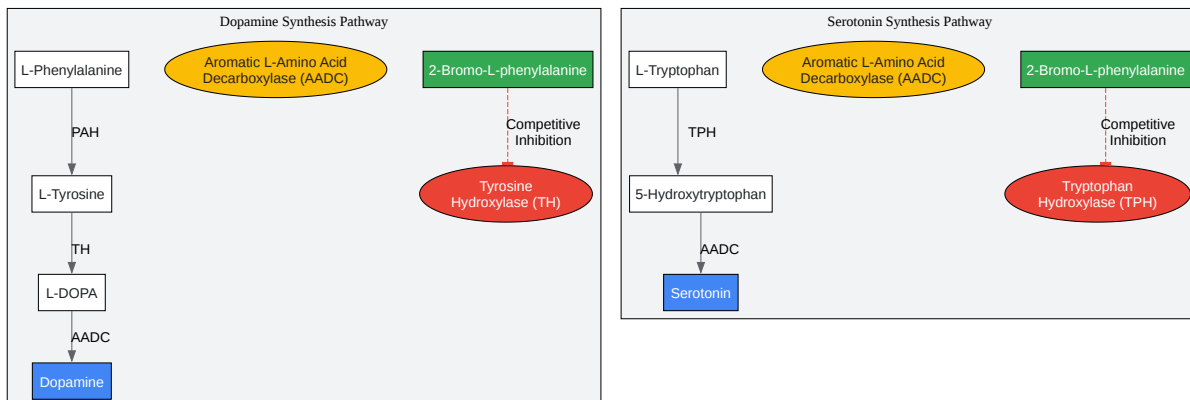 Dopamine Synthesis Pathway
L-Phenylalanine
Aromatic L-Amino Acid
Decarboxylase (AADC)
2-Bromo-L-phenylalanine
PAH
Competitive
Inhibition
L-Tyrosine
Tyrosine
Hydroxylase (TH)
TH
L-DOPA
AADC
Dopamine
Serotonin Synthesis Pathway
L-Tryptophan
Aromatic L-Amino Acid
Decarboxylase (AADC)
2-Bromo-L-phenylalanine
TPH
Competitive
Inhibition
5-Hydroxytryptophan
Tryptophan
Hydroxylase (TPH)
AADC
Serotonin